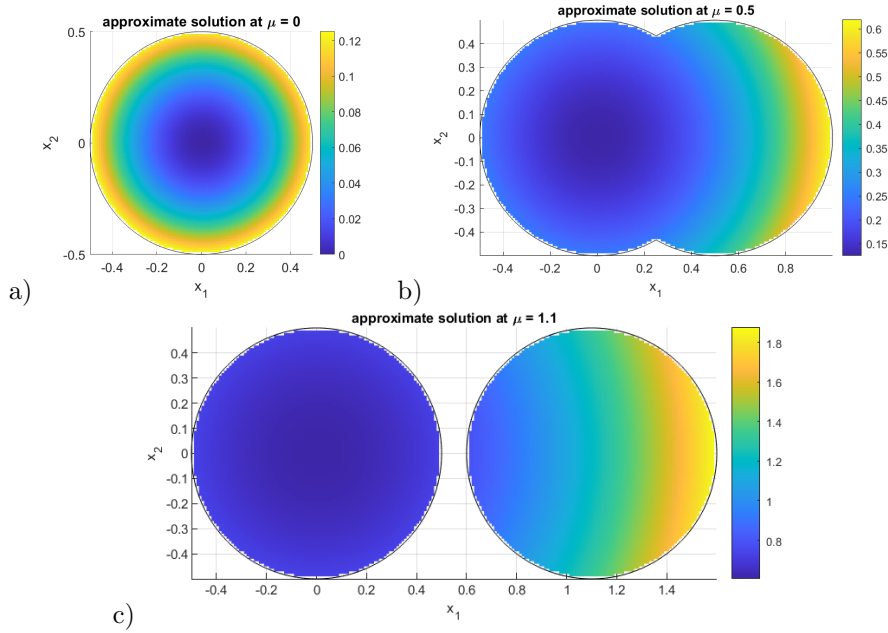 approximate solution at μ = 0
0.5
0
-0.5
x2
-0.4 -0.2 0 0.2 0.4
x1
0.12
0.1
0.08
0.06
0.04
0.02
0
a)
approximate solution at μ = 0.5
0.4
0.3
0.2
0.1
0
-0.1
-0.2
-0.3
-0.4
x2
-0.4 -0.2 0 0.2 0.4 0.6 0.8
x1
0.6
0.55
0.5
0.45
0.4
0.35
0.3
0.25
0.2
0.15
b)
approximate solution at μ = 1.1
0.4
0.3
0.2
0.1
0
-0.1
-0.2
-0.3
-0.4
x2
-0.4 -0.2 0 0.2 0.4 0.6 0.8 1 1.2 1.4
x1
1.8
1.6
1.4
1.2
1
0.8
c)